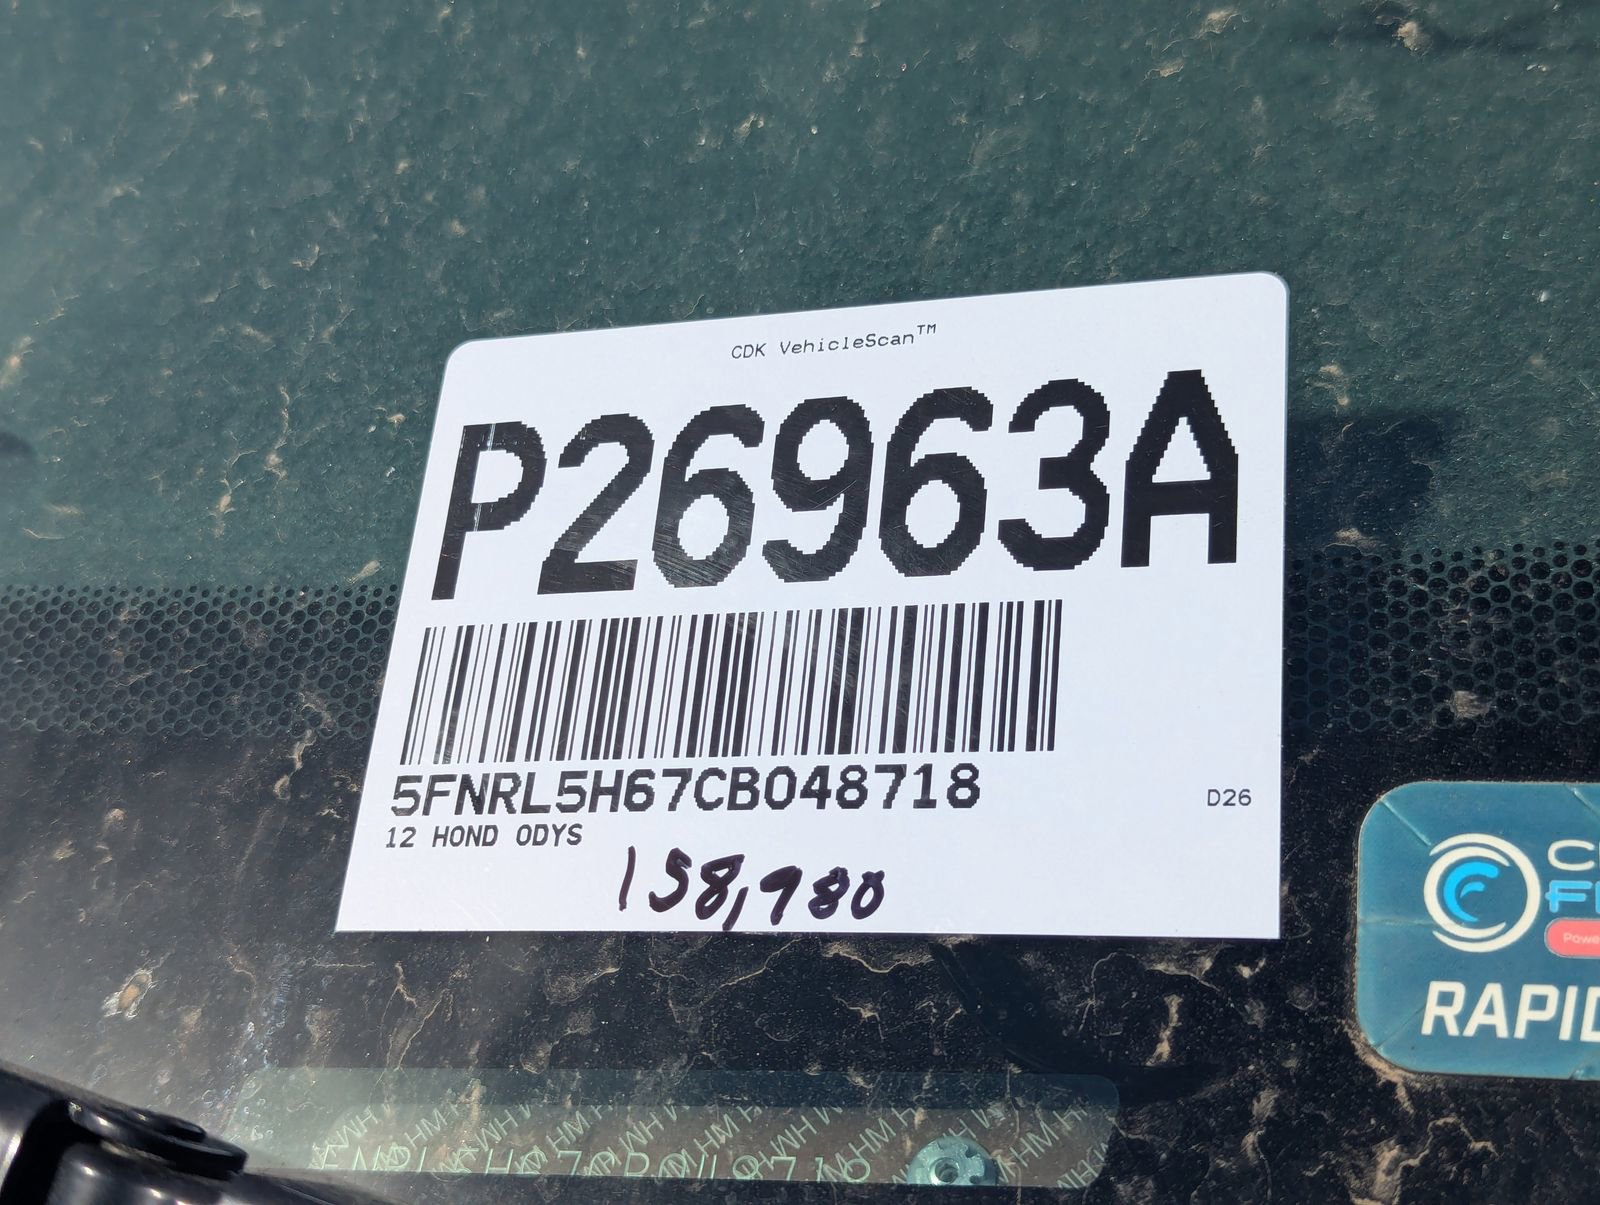 CDK VehicleScan™
P26963A
5FNRL5H67CB048718
D26
12 HOND ODYS
158,980
RAPID